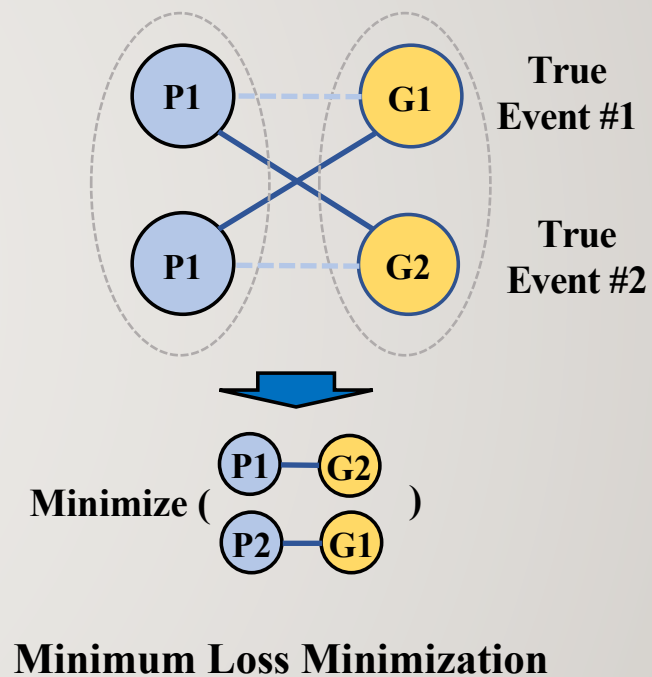 P1
G1
True
Event #1
P1
G2
True
Event #2
P1
G2
Minimize ( )
P2
G1
Minimum Loss Minimization